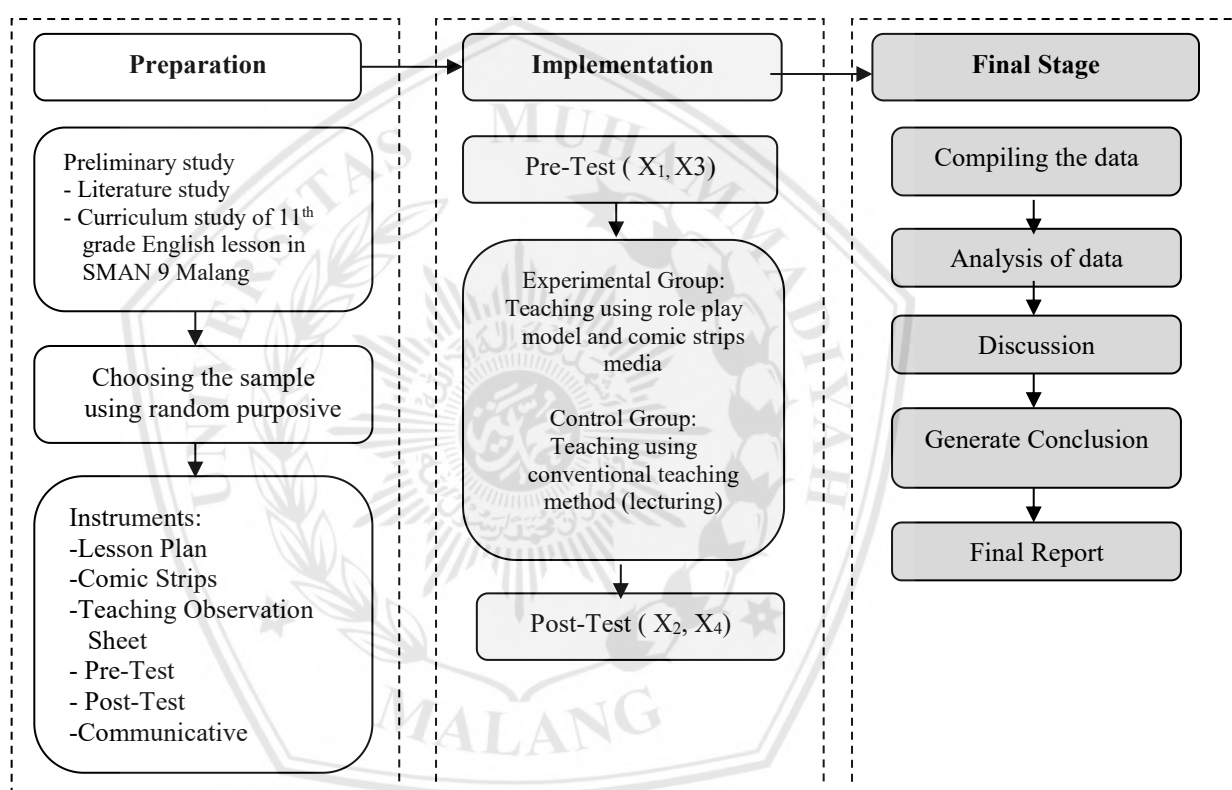 Preparation
Preliminary study
- Literature study
- Curriculum study of 11th
grade English lesson in
SMAN 9 Malang
Choosing the sample
using random purposive
Instruments:
-Lesson Plan
-Comic Strips
-Teaching Observation
Sheet
- Pre-Test
- Post-Test
-Communicative
Implementation
Pre-Test ( X1, X3)
Experimental Group:
Teaching using role play
model and comic strips
media
Control Group:
Teaching using
conventional teaching
method (lecturing)
Post-Test ( X2, X4)
Final Stage
Compiling the data
Analysis of data
Discussion
Generate Conclusion
Final Report
UNIVERSITAS MUHAMMADIYAH
MALANG